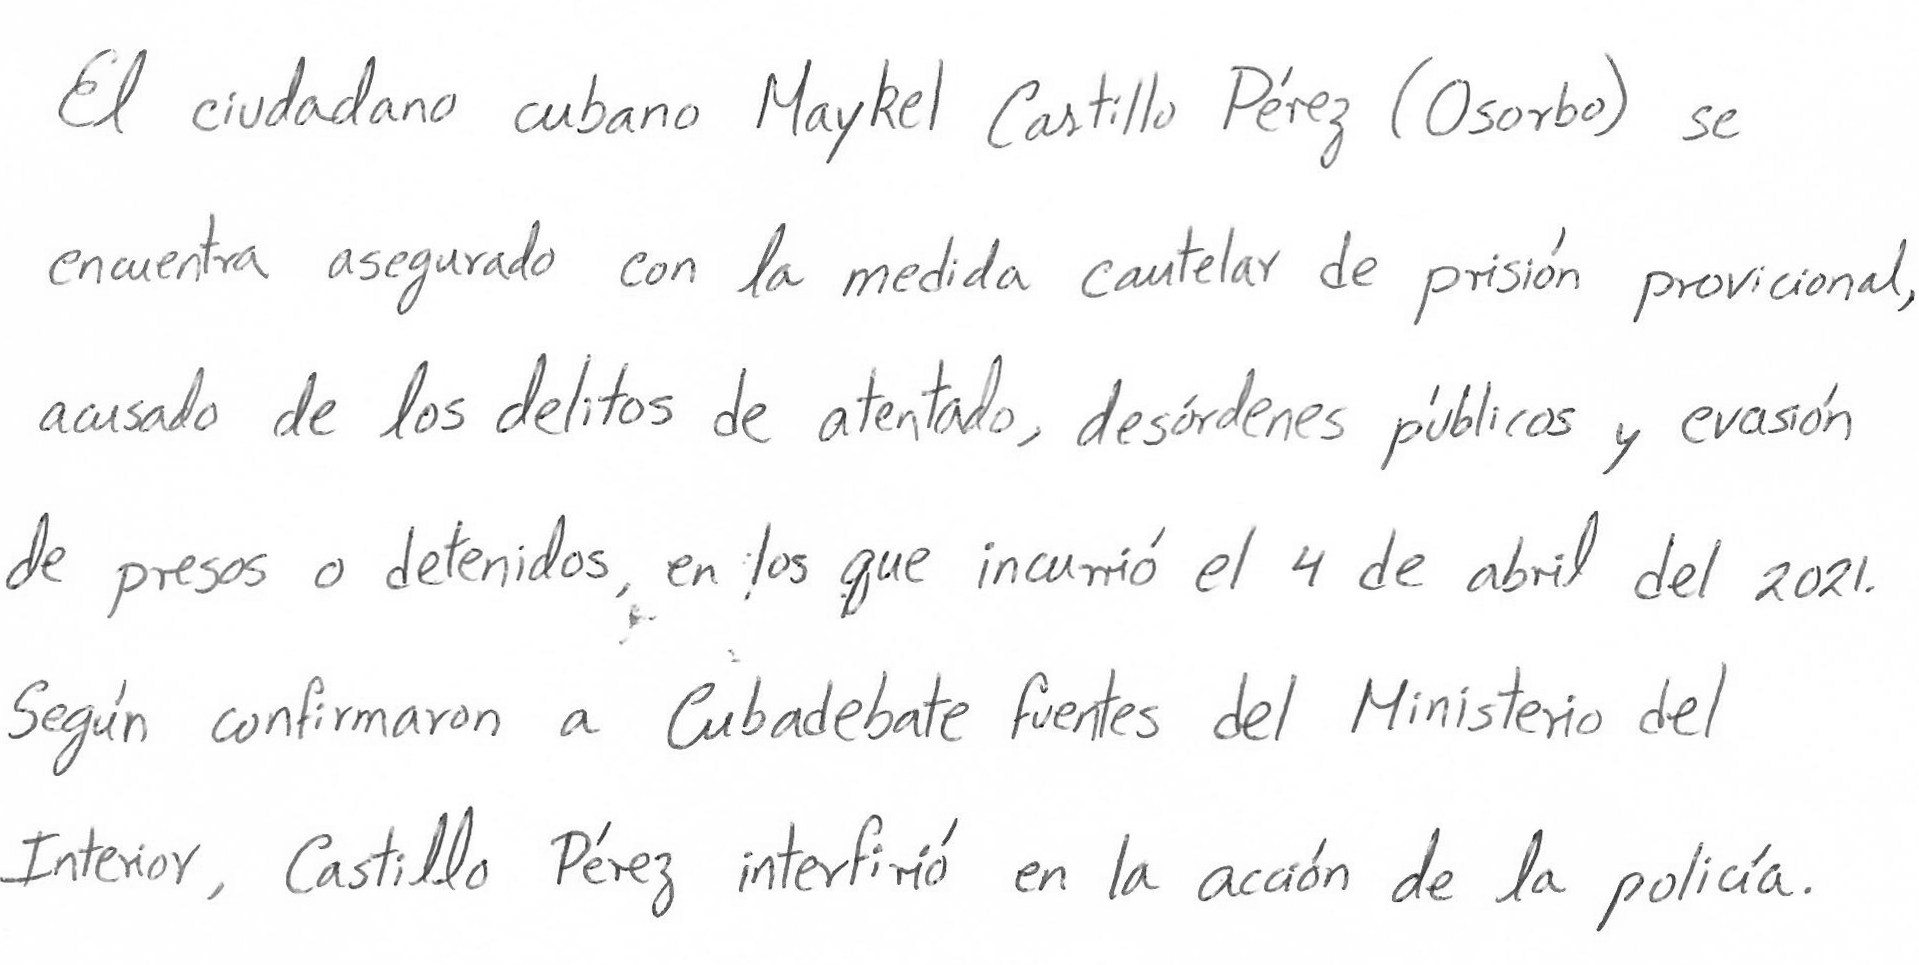 El ciudadano cubano Maykel Castillo Pérez (Osorbo) se
encuentra asegurado con la medida cautelar de prisión provicional,
acusado de los delitos de atentado, desórdenes públicos y evasión
de presos o detenidos, en los que incurrió el 4 de abril del 2021.
Según confirmaron a Cubadebate fuentes del Ministerio del
Interior, Castillo Pérez interfirió en la acción de la policía.